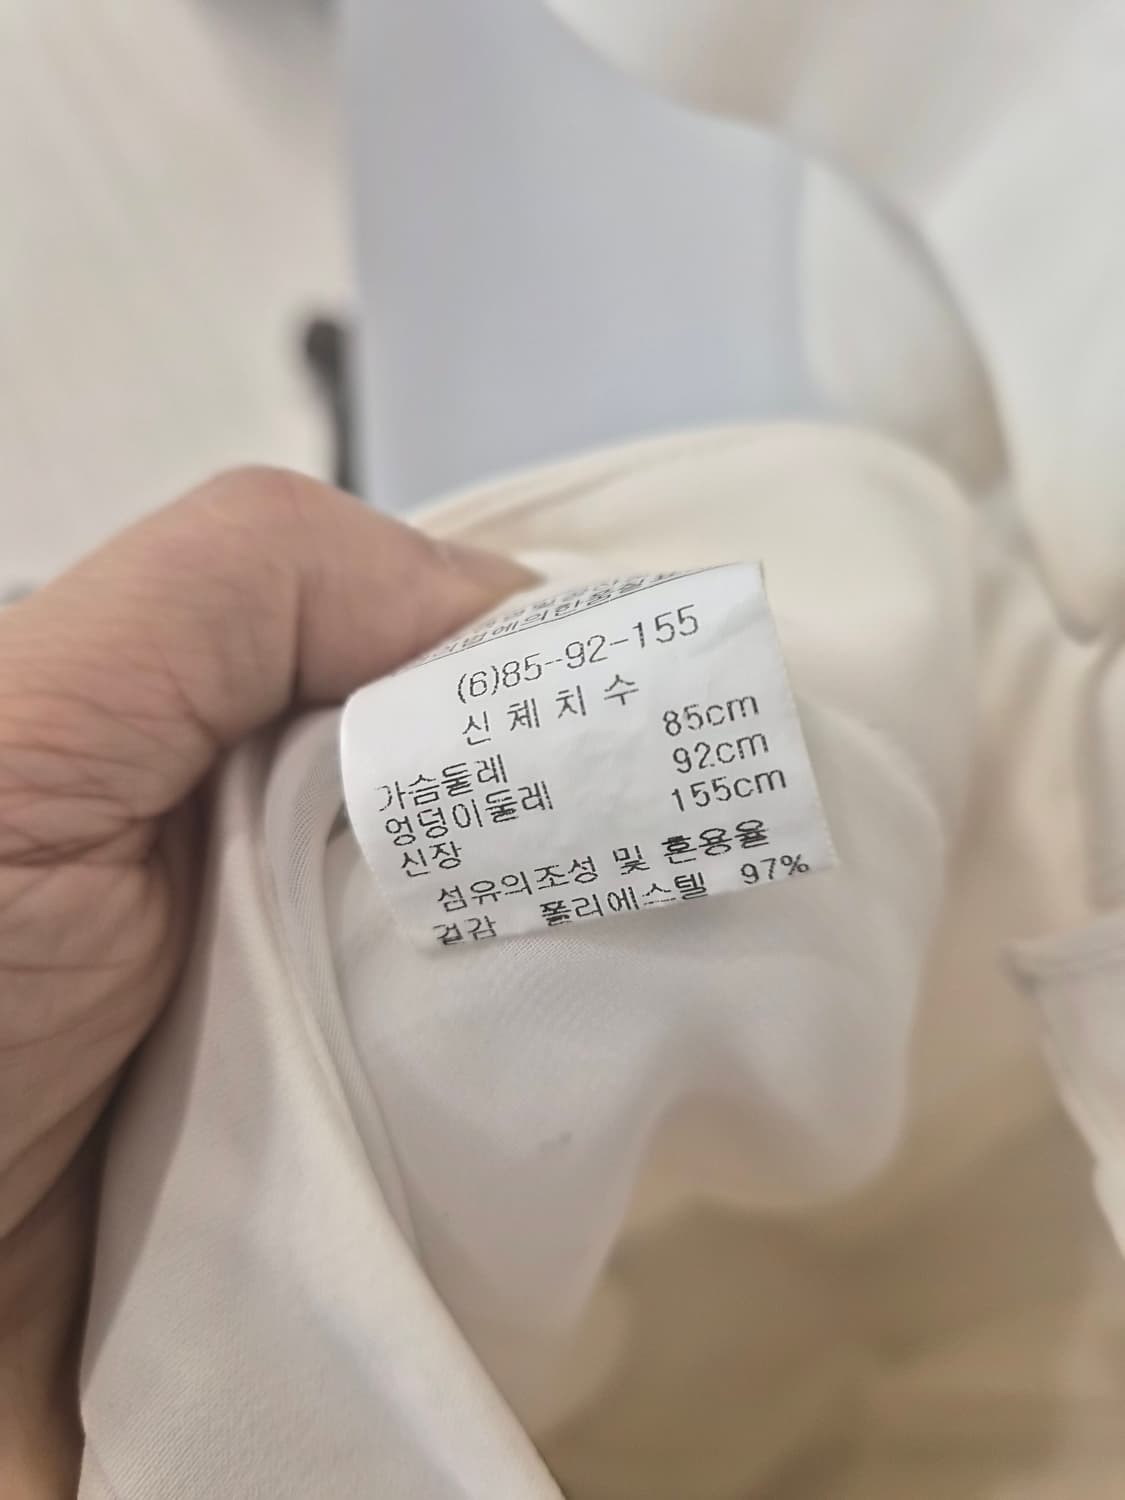 (6)85-92-155
신 체 치 수
가슴둘레 85cm
엉덩이둘레 92cm
신장 155cm
섬유의조성 및 혼용율
겉감 폴리에스텔 97%